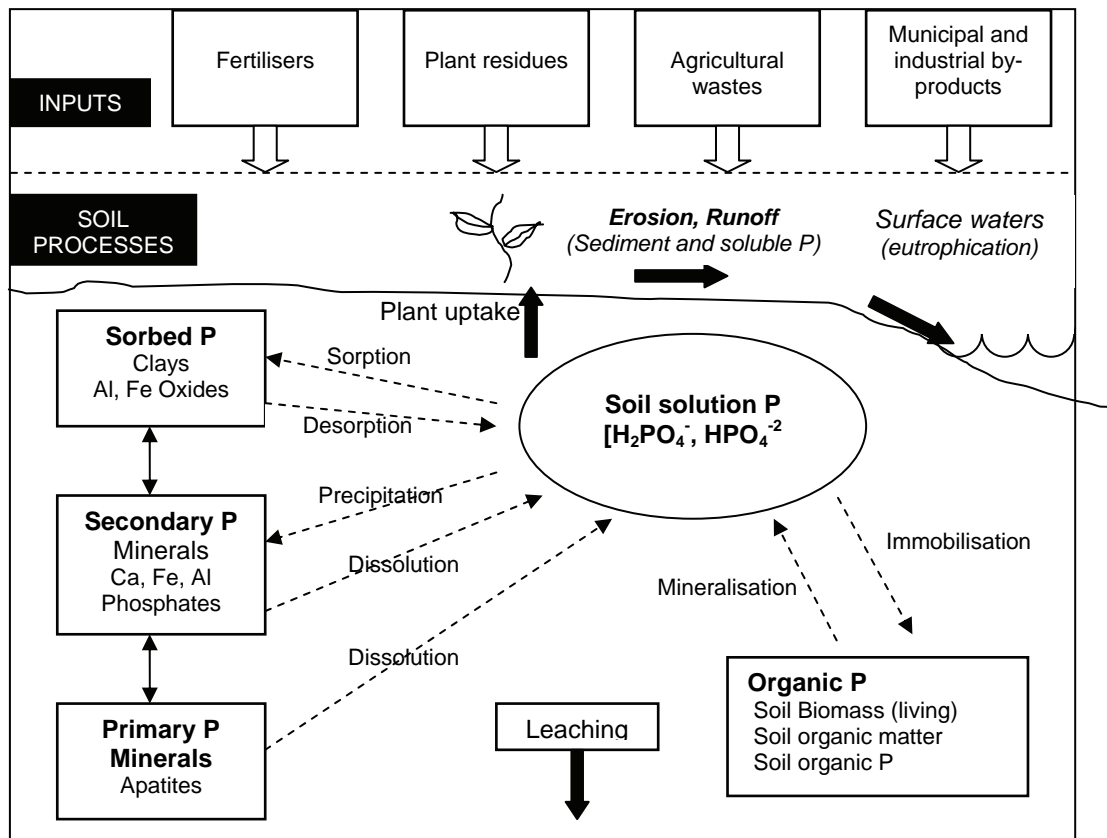 INPUTS
Fertilisers
Plant residues
Agricultural
wastes
Municipal and
industrial by-
products
SOIL
PROCESSES
Erosion, Runoff
(Sediment and soluble P)
Surface waters
(eutrophication)
Plant uptake
Sorbed P
Clays
Al, Fe Oxides
Sorption
Desorption
Soil solution P
[H₂PO₄⁻, HPO₄⁻²
Secondary P
Minerals
Ca, Fe, Al
Phosphates
Precipitation
Dissolution
Immobilisation
Mineralisation
Dissolution
Primary P
Minerals
Apatites
Leaching
Organic P
Soil Biomass (living)
Soil organic matter
Soil organic P